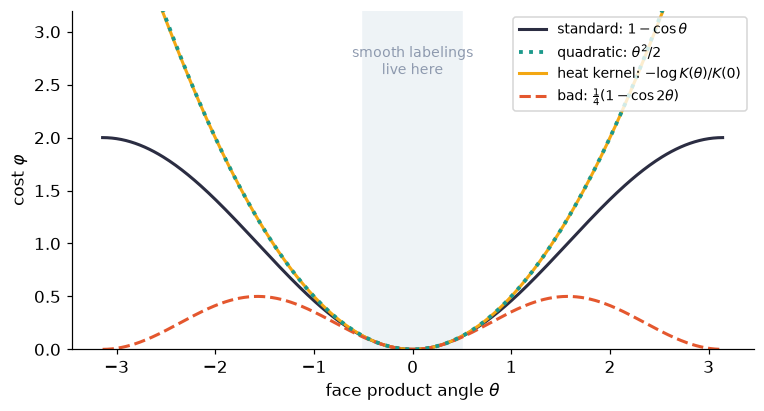 3.0
2.5
2.0
1.5
1.0
0.5
0.0
cost φ
smooth labelings
live here
standard: 1 − cos θ
quadratic: θ²/2
heat kernel: −log K(θ)/K(0)
bad: ¼(1 − cos 2θ)
−3 −2 −1 0 1 2 3
face product angle θ